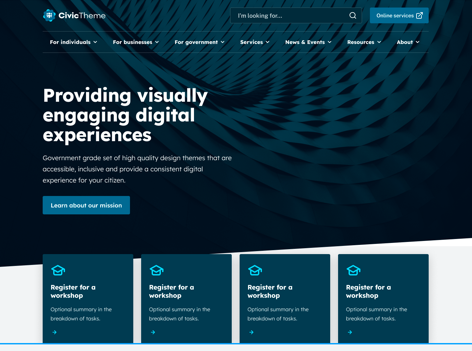 CivicTheme
I'm looking for...
Online services
For individuals
For businesses
For government
Services
News & Events
Resources
About
Providing visually
engaging digital
experiences
Government grade set of high quality design themes that are
accessible, inclusive and provide a consistent digital
experience for your citizen.
Learn about our mission
Register for a
workshop
Optional summary in the
breakdown of tasks.
Register for a
workshop
Optional summary in the
breakdown of tasks.
Register for a
workshop
Optional summary in the
breakdown of tasks.
Register for a
workshop
Optional summary in the
breakdown of tasks.